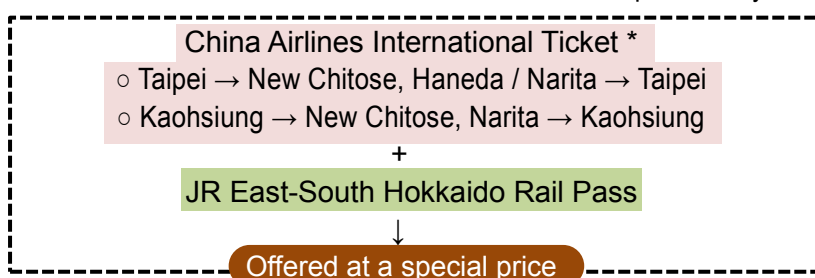 China Airlines International Ticket *
○ Taipei → New Chitose, Haneda / Narita → Taipei
○ Kaohsiung → New Chitose, Narita → Kaohsiung
+
JR East-South Hokkaido Rail Pass
↓
Offered at a special price